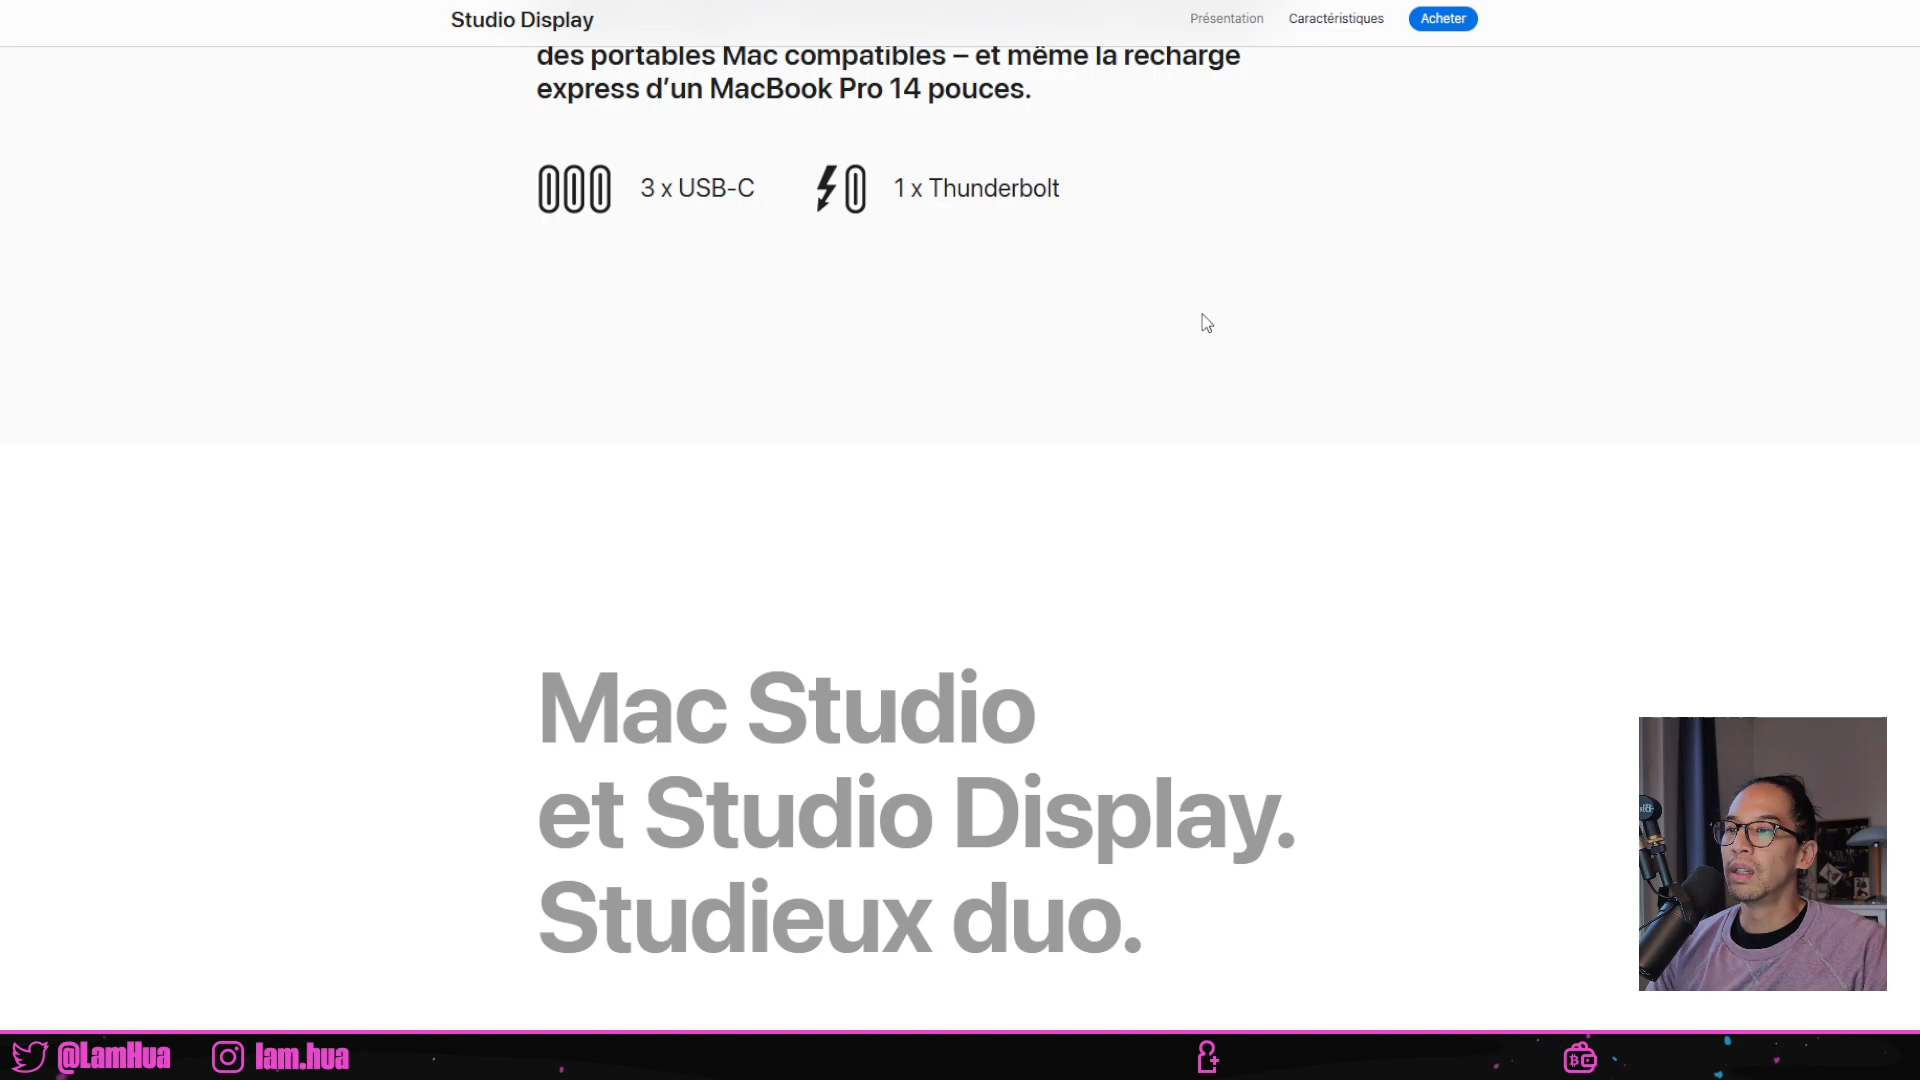 Studio Display
Présentation
Caractéristiques
Acheter
des portables Mac compatibles – et même la recharge
express d’un MacBook Pro 14 pouces.
3 x USB-C
1 x Thunderbolt
Mac Studio
et Studio Display.
Studieux duo.
@LamHua
lam.hua